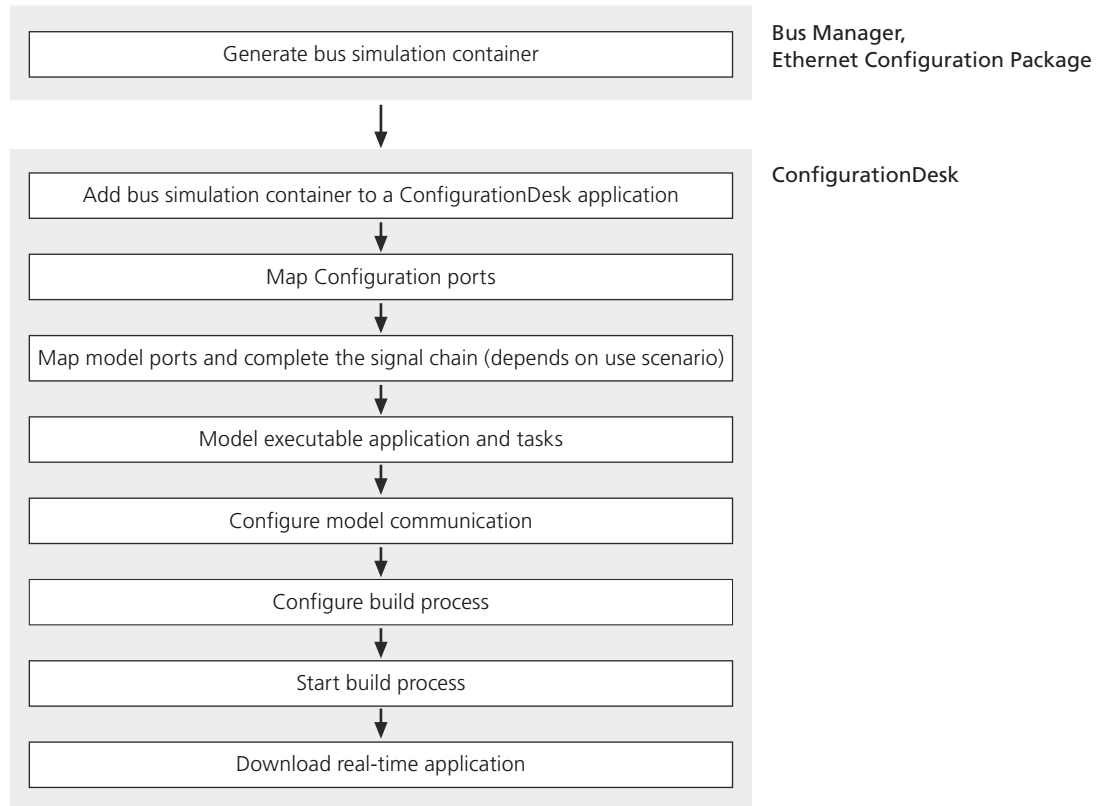 Generate bus simulation container
Bus Manager,
Ethernet Configuration Package
ConfigurationDesk
Add bus simulation container to a ConfigurationDesk application
Map Configuration ports
Map model ports and complete the signal chain (depends on use scenario)
Model executable application and tasks
Configure model communication
Configure build process
Start build process
Download real-time application